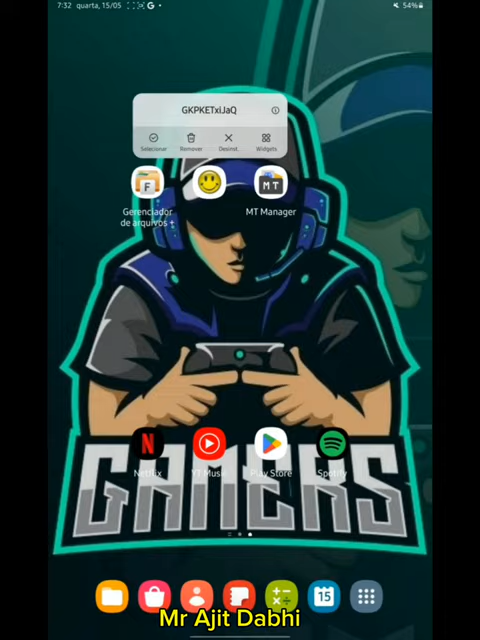 7:32 quarta, 15/05
54%
GKPKETxiJaQ
Selecionar Remover Desinst. Widgets
Gerenciador
de arquivos +
MT Manager
Netflix YT Music Play Store Spotify
GAMERS
15
Mr Ajit Dabhi